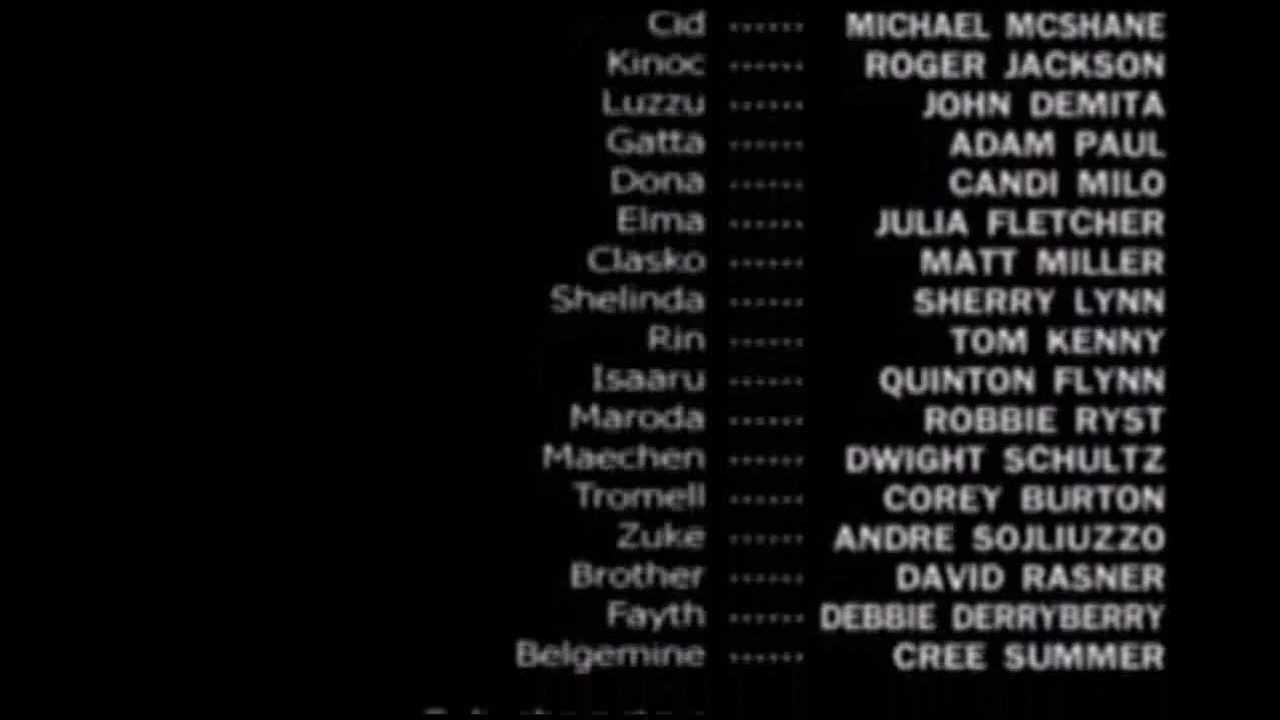 Cid ...... MICHAEL MCSHANE
Kinoc ...... ROGER JACKSON
Luzzu ...... JOHN DEMITA
Gatta ...... ADAM PAUL
Dona ...... CANDI MILO
Elma ...... JULIA FLETCHER
Clasko ...... MATT MILLER
Shelinda ...... SHERRY LYNN
Rin ...... TOM KENNY
Isaaru ...... QUINTON FLYNN
Maroda ...... ROBBIE RYST
Maechen ...... DWIGHT SCHULTZ
Tromell ...... COREY BURTON
Zuke ...... ANDRE SOJLIUZZO
Brother ...... DAVID RASNER
Fayth ...... DEBBIE DERRYBERRY
Belgemine ...... CREE SUMMER